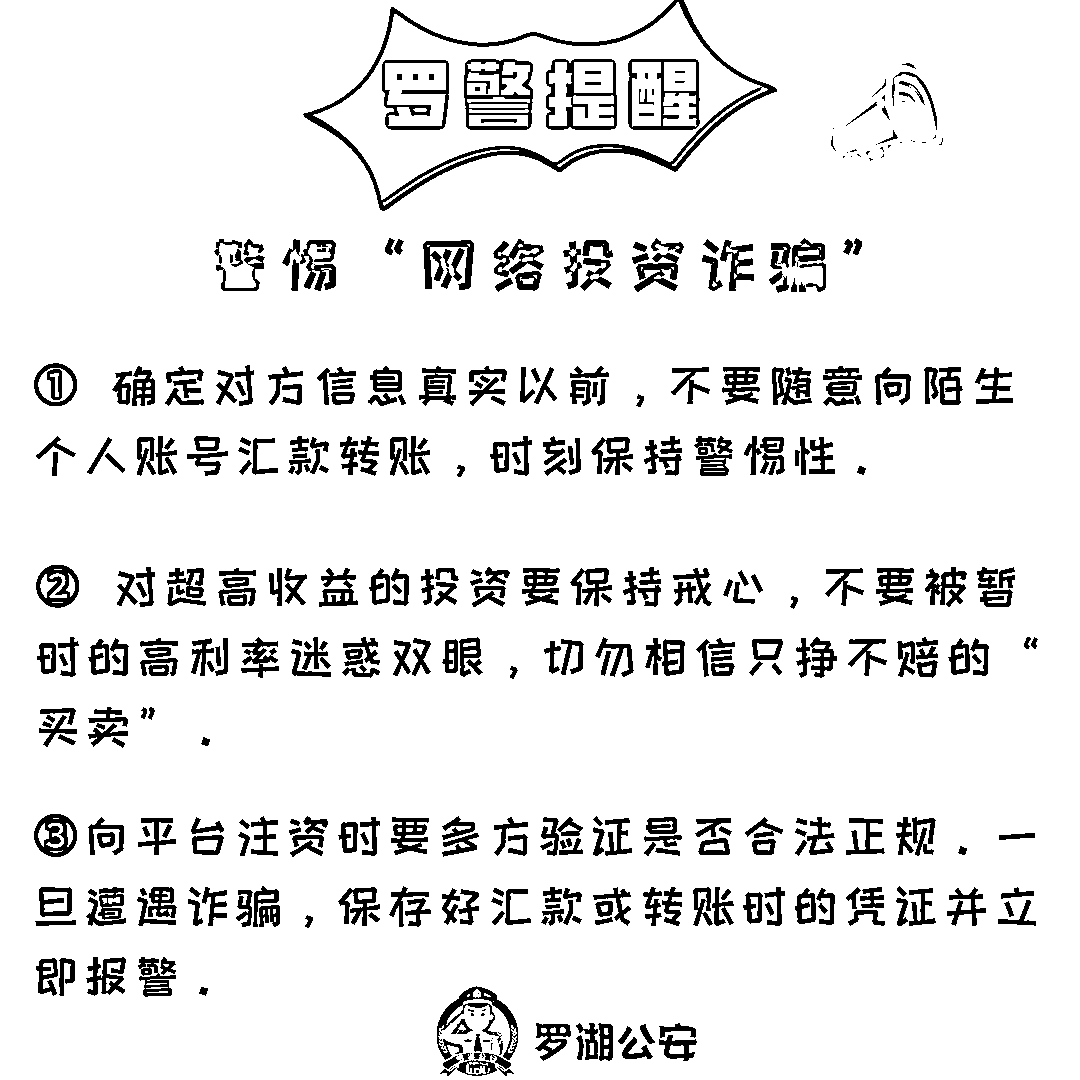 罗警提醒
警惕“网络投资诈骗”
① 确定对方信息真实以前，不要随意向陌生
个人账号汇款转账，时刻保持警惕性．
② 对超高收益的投资要保持戒心，不要被暂
时的高利率迷惑双眼，切勿相信只挣不赔的“
买卖”．
③向平台注资时要多方验证是否合法正规．一
旦遭遇诈骗，保存好汇款或转账时的凭证并立
即报警．
罗湖公安